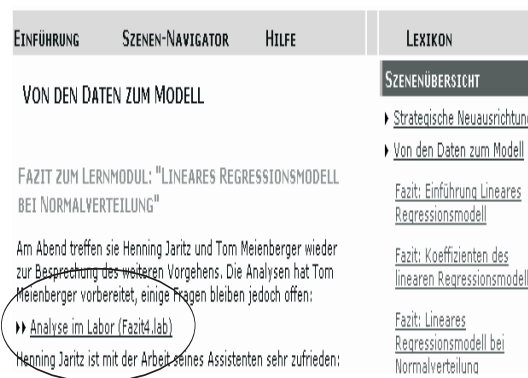 EINFÜHRUNG SZENEN-NAVIGATOR HILFE LEXIKON
VON DEN DATEN ZUM MODELL
FAZIT ZUM LERNMODUL: "LINEARES REGRESSIONSMODELL
BEI NORMALVERTEILUNG"
Am Abend treffen sie Henning Jaritz und Tom Meienberger wieder
zur Besprechung des weiteren Vorgehens. Die Analysen hat Tom
Meienberger vorbereitet, einige Fragen bleiben jedoch offen:
Analyse im Labor (Fazit4.lab)
Henning Jaritz ist mit der Arbeit seines Assistenten sehr zufrieden:
SZENENÜBERSICHT
Strategische Neuausrichtung
Von den Daten zum Modell
Fazit: Einführung Lineares
Regressionsmodell
Fazit: Koeffizienten des
linearen Regressionsmodell
Fazit: Lineares
Regressionsmodell bei
Normalverteilung